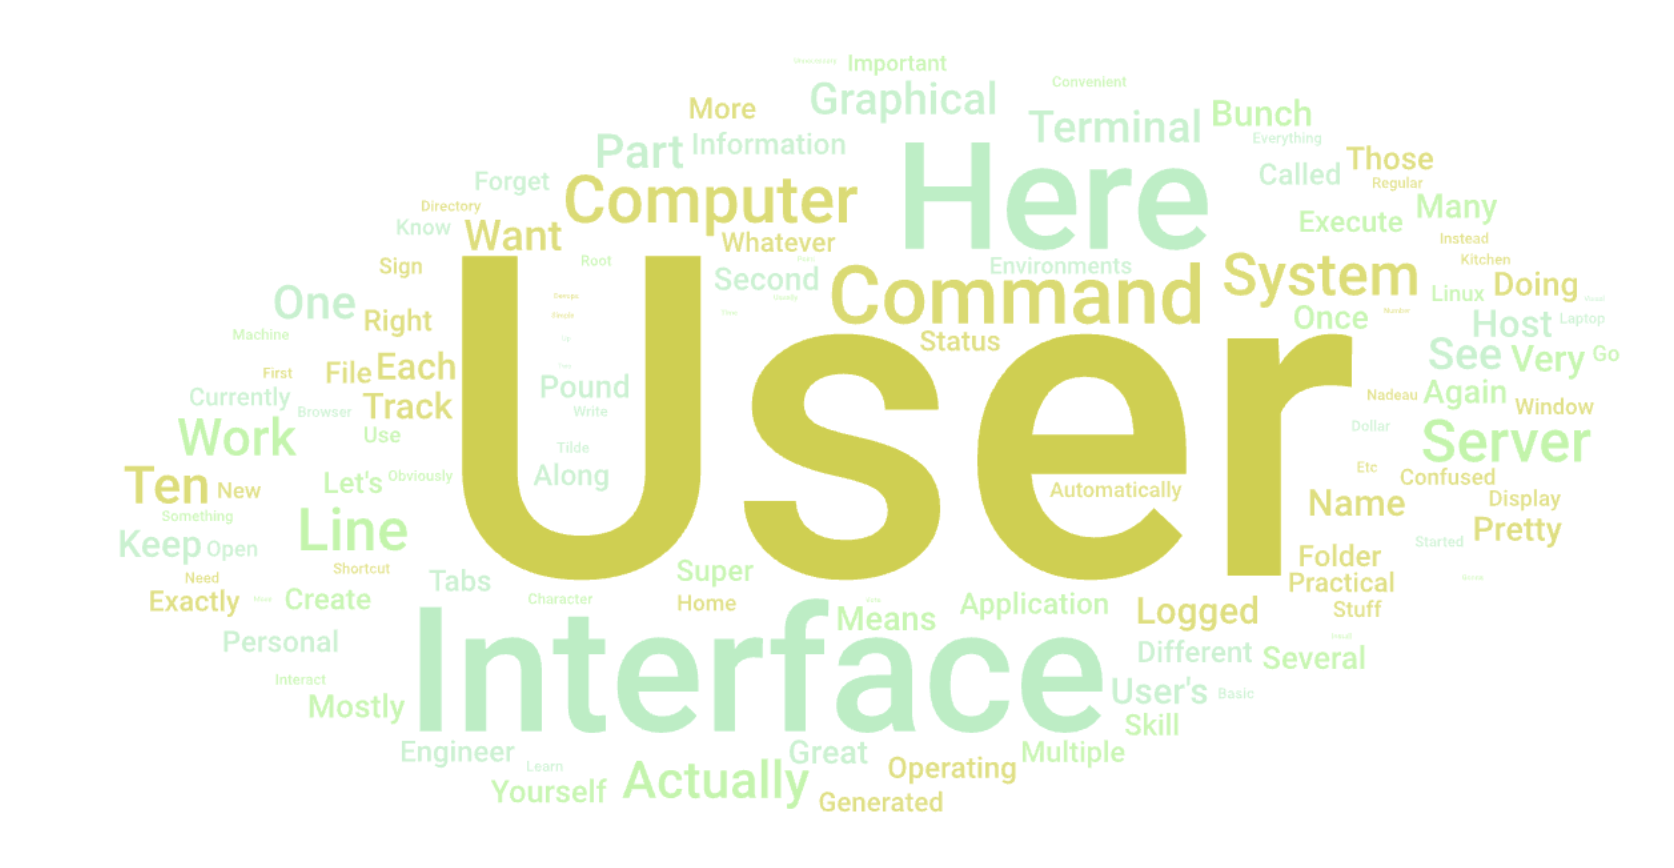 Important
Convenient
Graphical
More
Terminal
Bunch
Everything
Part
Information
Those
Called
Regular
Forget
Computer
Here
Many
Directory
Execute
Know
Want
Whatever
Instead
Root
Sign
Second
Environments
Command
System
Kitchen
Doing
Linux
One
Right
Status
Once
Number
Host
Laptop
Machine
User
See
Very
Go
First
File
Each
Pound
Nadeau
Again
Currently
Browser
Track
Write
Window
Work
Use
Tilde
Dollar
Server
Ten
New
Let's
Obviously
Along
Automatically
Etc
Confused
Something
Line
Name
Display
Keep
Open
Pretty
Started
Shortcut
Tabs
Super
Folder
Need
Practical
Exactly
Create
Character
Home
Means
Application
Logged
Stuff
Personal
Interface
Different
Several
Install
Interact
User's
Basic
Mostly
Skill
Engineer
Learn
Great
Multiple
Yourself
Actually
Operating
Generated